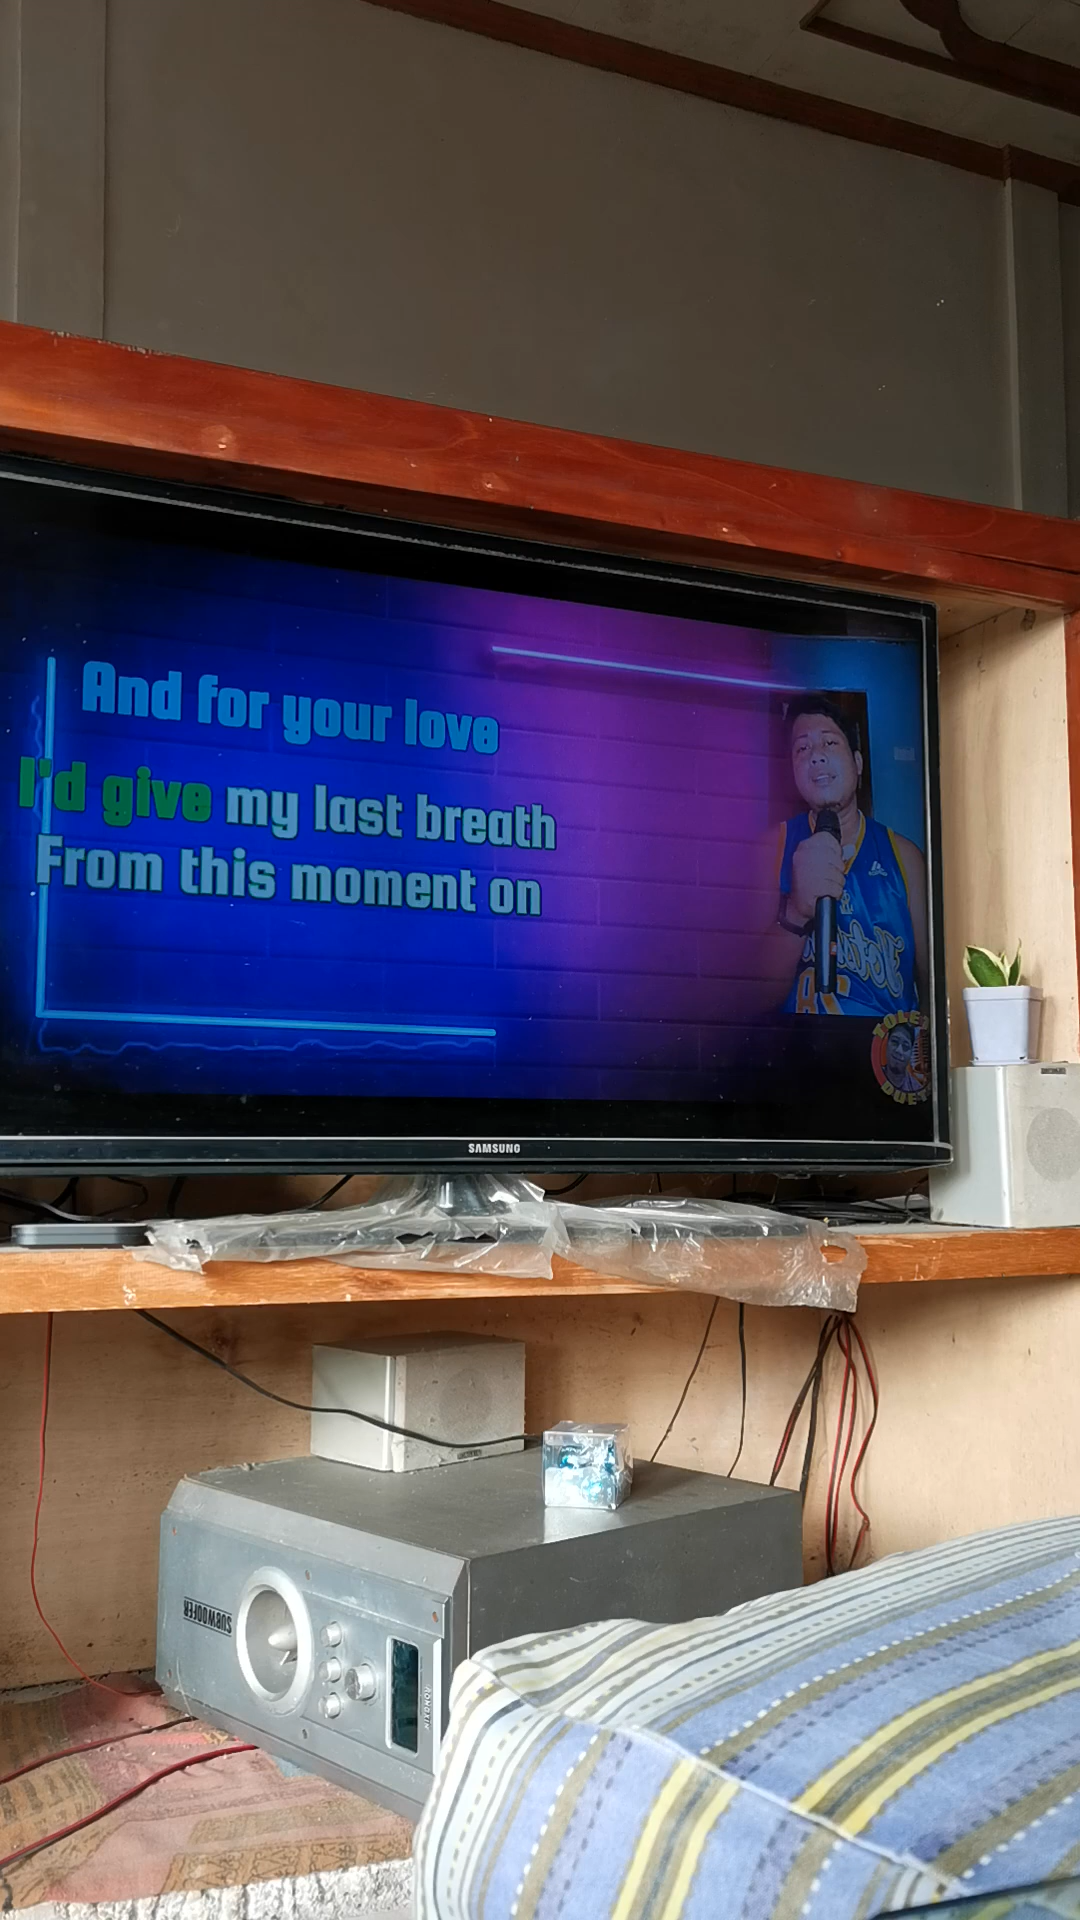 And for your love
I'd give my last breath
From this moment on
SAMSUNG
SUBWOOFER